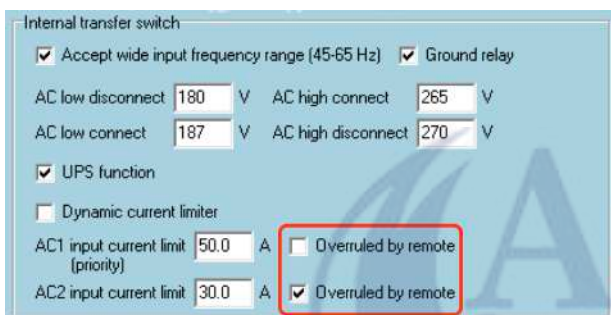 Internal transfer switch
Accept wide input frequency range (45-65 Hz) Ground relay
AC low disconnect 180 V AC high connect 265 V
AC low connect 187 V AC high disconnect 270 V
UPS function
Dynamic current limiter
AC1 input current limit 50.0 A Overruled by remote
(priority)
AC2 input current limit 30.0 A Overruled by remote